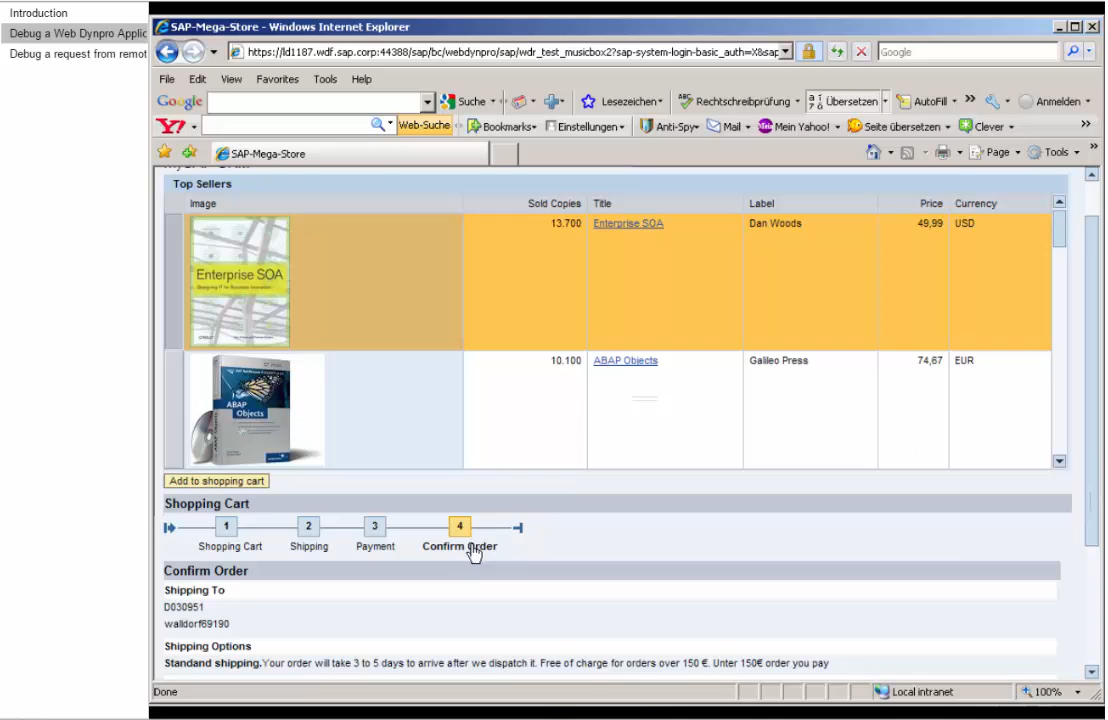 Introduction
Debug a Web Dynpro Applic
Debug a request from remot
SAP-Mega-Store - Windows Internet Explorer
https://ld1187.wdf.sap.corp:44388/sap/bc/webdynpro/sap/wdr_test_musicbox2?sap-system-login-basic_auth=X&sap
Google
File Edit View Favorites Tools Help
Google Suche Lesezeichen Rechtschreibprüfung Übersetzen AutoFill Anmelden
Y! Web-Suche Bookmarks Einstellungen Anti-Spy Mail Mein Yahoo! Seite übersetzen Clever
SAP-Mega-Store Page Tools
Top Sellers
Image Sold Copies Title Label Price Currency
Enterprise SOA
13.700 Enterprise SOA Dan Woods 49,99 USD
ABAP Objects
10.100 ABAP Objects Galileo Press 74,67 EUR
Add to shopping cart
Shopping Cart
1 2 3 4
Shopping Cart Shipping Payment Confirm Order
Confirm Order
Shipping To
D030951
walldorf69190
Shipping Options
Standand shipping.Your order will take 3 to 5 days to arrive after we dispatch it. Free of charge for orders over 150 €. Unter 150€ order you pay
Done Local intranet 100%